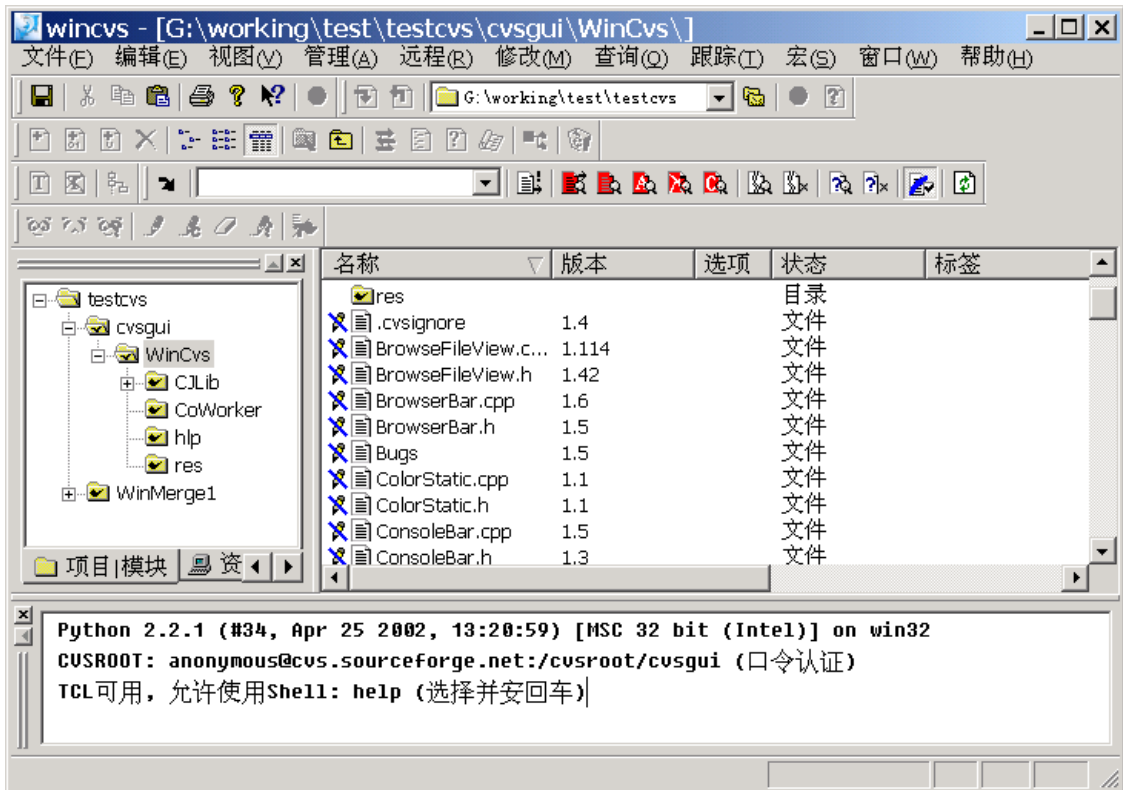 wincvs - [G:\working\test\testcvs\cvsgui\WinCvs\]
文件(F) 编辑(E) 视图(V) 管理(A) 远程(R) 修改(M) 查询(Q) 跟踪(T) 宏(S) 窗口(W) 帮助(H)
G:\working\test\testcvs
名称 版本 选项 状态 标签
res 目录
.cvsignore 1.4 文件
BrowseFileView.c... 1.114 文件
BrowseFileView.h 1.42 文件
BrowserBar.cpp 1.6 文件
BrowserBar.h 1.5 文件
Bugs 1.5 文件
ColorStatic.cpp 1.1 文件
ColorStatic.h 1.1 文件
ConsoleBar.cpp 1.5 文件
ConsoleBar.h 1.3 文件
testcvs
cvsgui
WinCvs
CJLib
CoWorker
hlp
res
WinMerge1
项目|模块 资
Python 2.2.1 (#34, Apr 25 2002, 13:20:59) [MSC 32 bit (Intel)] on win32
CVSROOT: anonymous@cvs.sourceforge.net:/cvsroot/cvsgui (口令认证)
TCL可用, 允许使用Shell: help (选择并安回车)